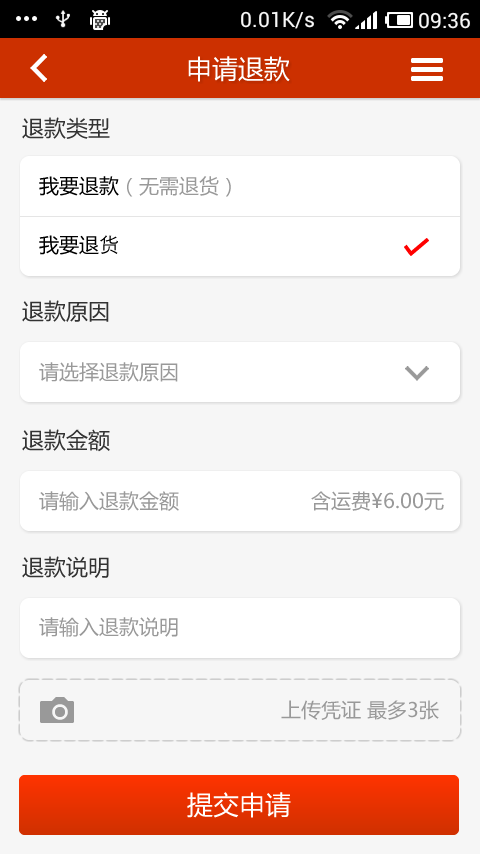 0.01K/s 09:36
申请退款
退款类型
我要退款（无需退货）
我要退货
退款原因
请选择退款原因
退款金额
请输入退款金额 含运费¥6.00元
退款说明
请输入退款说明
上传凭证 最多3张
提交申请